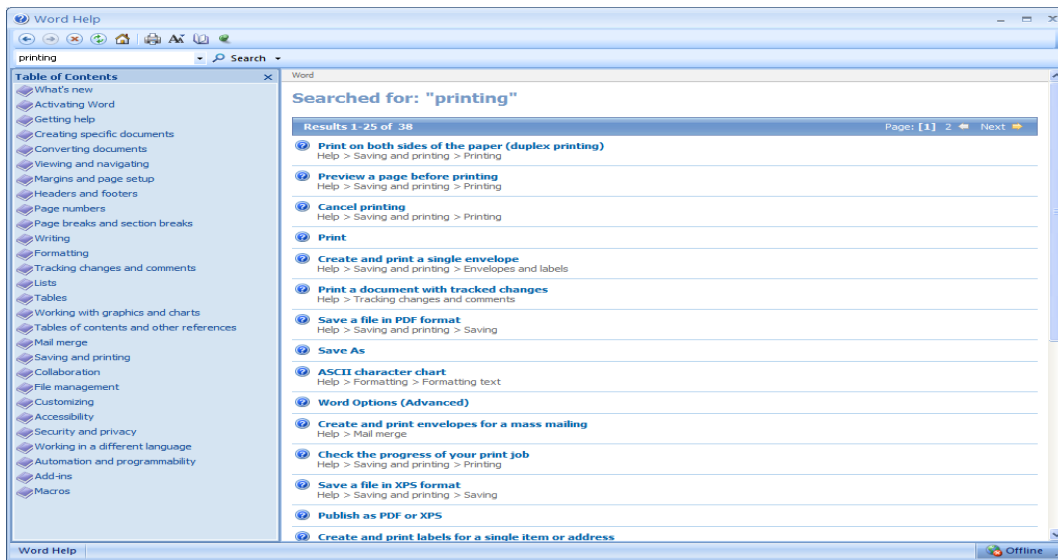 Word Help
printing
Search
Table of Contents
What's new
Activating Word
Getting help
Creating specific documents
Converting documents
Viewing and navigating
Margins and page setup
Headers and footers
Page numbers
Page breaks and section breaks
Writing
Formatting
Tracking changes and comments
Lists
Tables
Working with graphics and charts
Tables of contents and other references
Mail merge
Saving and printing
Collaboration
File management
Customizing
Accessibility
Security and privacy
Working in a different language
Automation and programmability
Add-ins
Macros
Word
Searched for: "printing"
Results 1-25 of 38 Page: [1] 2 Next
Print on both sides of the paper (duplex printing)
Help > Saving and printing > Printing
Preview a page before printing
Help > Saving and printing > Printing
Cancel printing
Help > Saving and printing > Printing
Print
Create and print a single envelope
Help > Saving and printing > Envelopes and labels
Print a document with tracked changes
Help > Tracking changes and comments
Save a file in PDF format
Help > Saving and printing > Saving
Save As
ASCII character chart
Help > Formatting > Formatting text
Word Options (Advanced)
Create and print envelopes for a mass mailing
Help > Mail merge
Check the progress of your print job
Help > Saving and printing > Printing
Save a file in XPS format
Help > Saving and printing > Saving
Publish as PDF or XPS
Create and print labels for a single item or address
Word Help
Offline